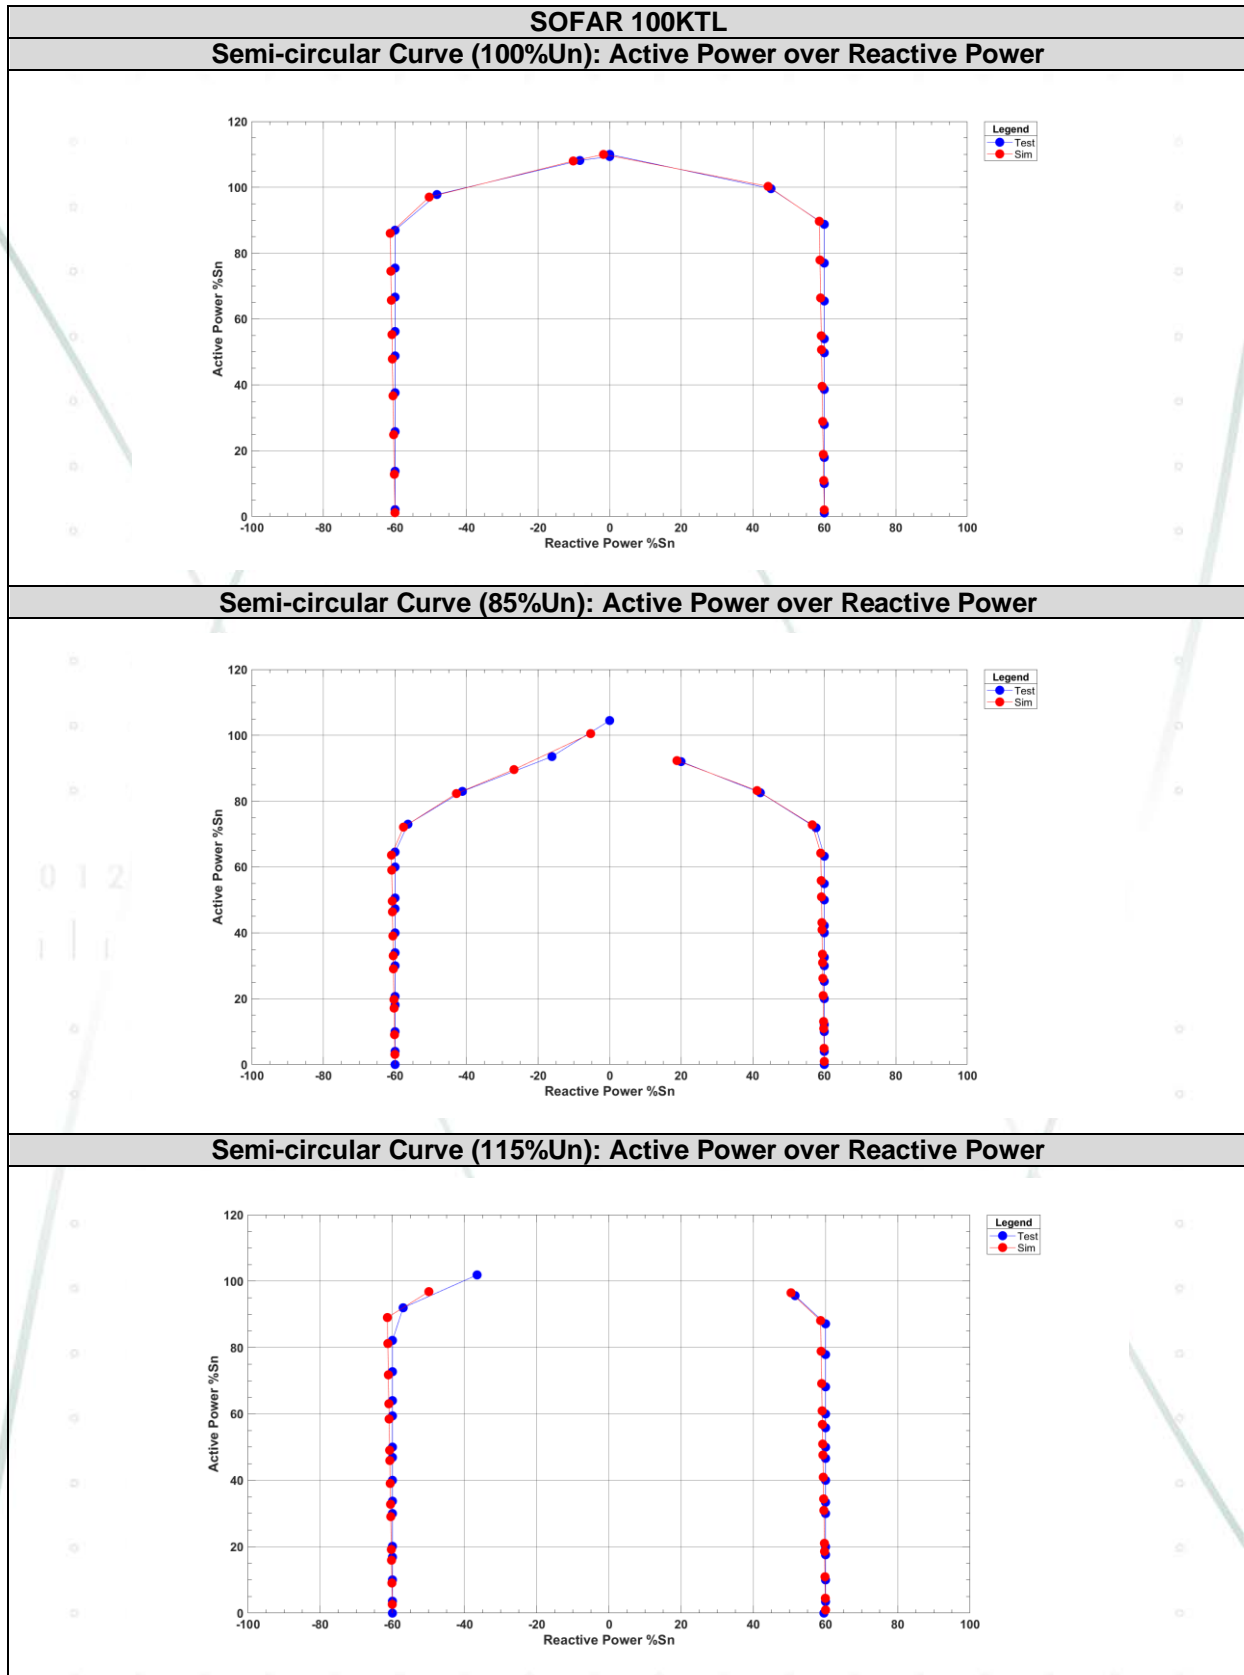 SOFAR 100KTL
Semi-circular Curve (100%Un): Active Power over Reactive Power
120
100
80
60
40
20
0
Active Power %Sn
-100 -80 -60 -40 -20 0 20 40 60 80 100
Reactive Power %Sn
Legend
Test
Sim
Semi-circular Curve (85%Un): Active Power over Reactive Power
120
100
80
60
40
20
0
Active Power %Sn
-100 -80 -60 -40 -20 0 20 40 60 80 100
Reactive Power %Sn
Legend
Test
Sim
0 1 2
Semi-circular Curve (115%Un): Active Power over Reactive Power
120
100
80
60
40
20
0
Active Power %Sn
-100 -80 -60 -40 -20 0 20 40 60 80 100
Reactive Power %Sn
Legend
Test
Sim